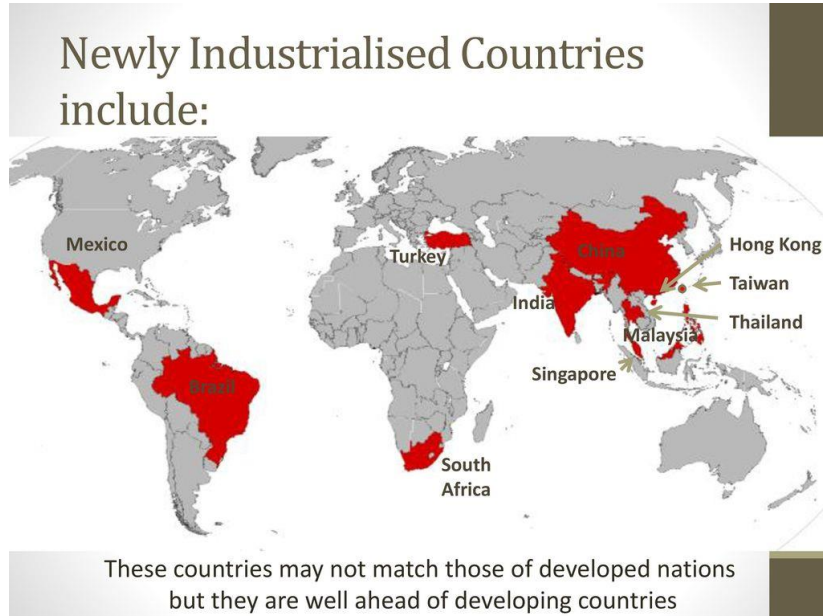 Newly Industrialised Countries
include:
Mexico
Turkey
China
Hong Kong
Taiwan
India
Thailand
Malaysia
Singapore
Brazil
South
Africa
These countries may not match those of developed nations
but they are well ahead of developing countries